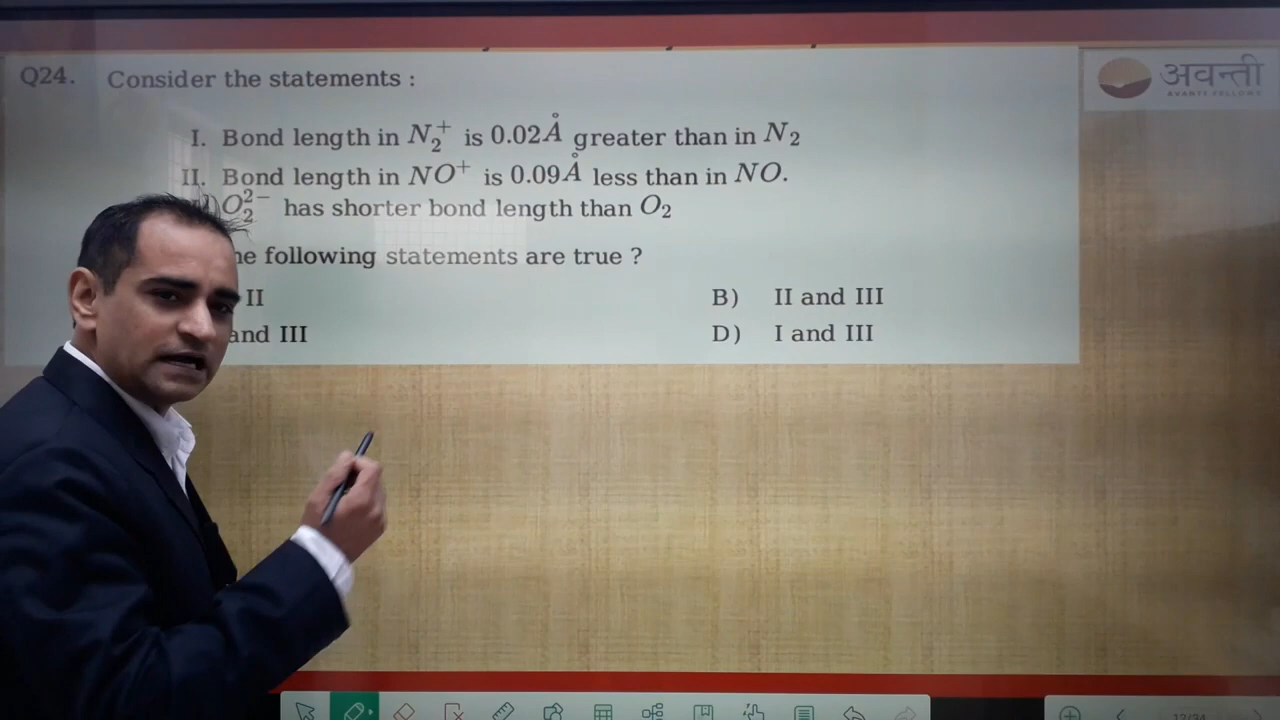 Q24. Consider the statements :
अवन्ती
AVANTI FELLOWS
I. Bond length in N₂⁺ is 0.02Å greater than in N₂
II. Bond length in NO⁺ is 0.09Å less than in NO.
O₂²⁻ has shorter bond length than O₂
following statements are true ?
II B) II and III
and III D) I and III